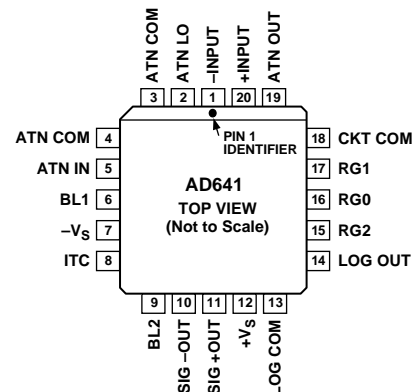 ATN COM
ATN LO
–INPUT
+INPUT
ATN OUT
3 2 1 20 19
PIN 1
IDENTIFIER
ATN COM 4
ATN IN 5
BL1 6
–VS 7
ITC 8
18 CKT COM
17 RG1
16 RG0
15 RG2
14 LOG OUT
AD641
TOP VIEW
(Not to Scale)
9 10 11 12 13
BL2
SIG –OUT
SIG +OUT
+VS
LOG COM